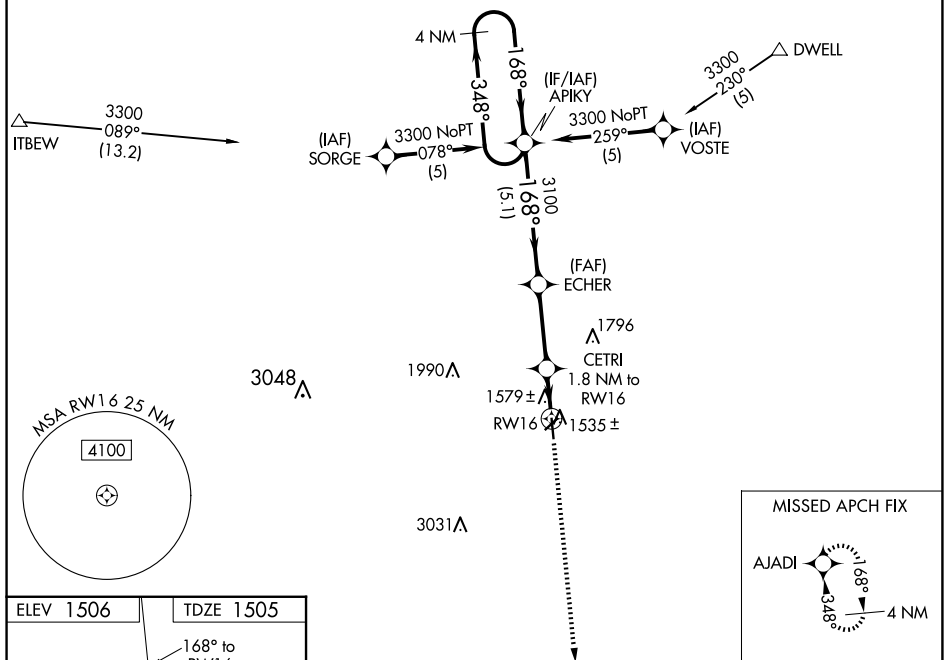 4 NM
168°
348°
(IF/IAF)
APIKY
DWELL
3300
230°
(5)
3300
089°
(13.2)
ITBEW
(IAF)
SORGE
3300 NoPT
078°
(5)
3300 NoPT
259°
(5)
(IAF)
VOSTE
3100
168°
(5.1)
(FAF)
ECHER
1796
CETRI
1.8 NM to
RW16
1990
3048
1579 ±
RW16
1535 ±
MSA RW16 25 NM
4100
3031
MISSED APCH FIX
AJADI
168°
348°
4 NM
ELEV 1506
TDZE 1505
168° to
RW16